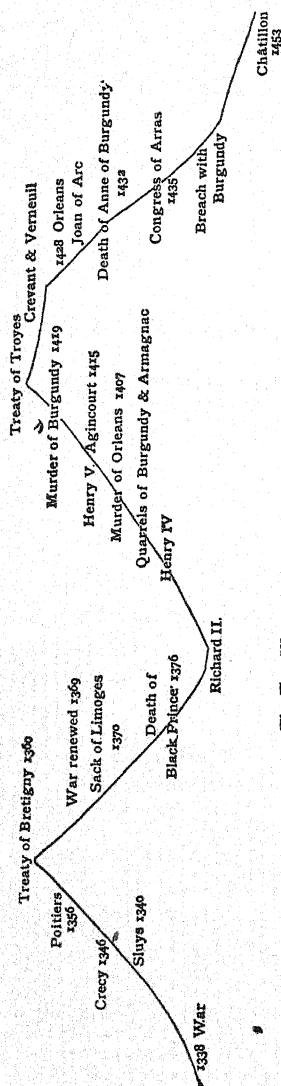 1338 War
Sluys 1340
Crecy 1346
Poitiers
1356
Treaty of Bretigny 1360
War renewed 1369
Sack of Limoges
1370
Death of
Black Prince 1376
Richard II.
Henry IV
Quarrels of Burgundy & Armagnac
Murder of Orleans 1407
Henry V. Agincourt 1415
Murder of Burgundy 1419
Treaty of Troyes
Crevant & Verneuil
1428 Orleans
Joan of Arc
Death of Anne of Burgundy
1432
Congress of Arras
1435
Breach with
Burgundy
Châtillon
1453